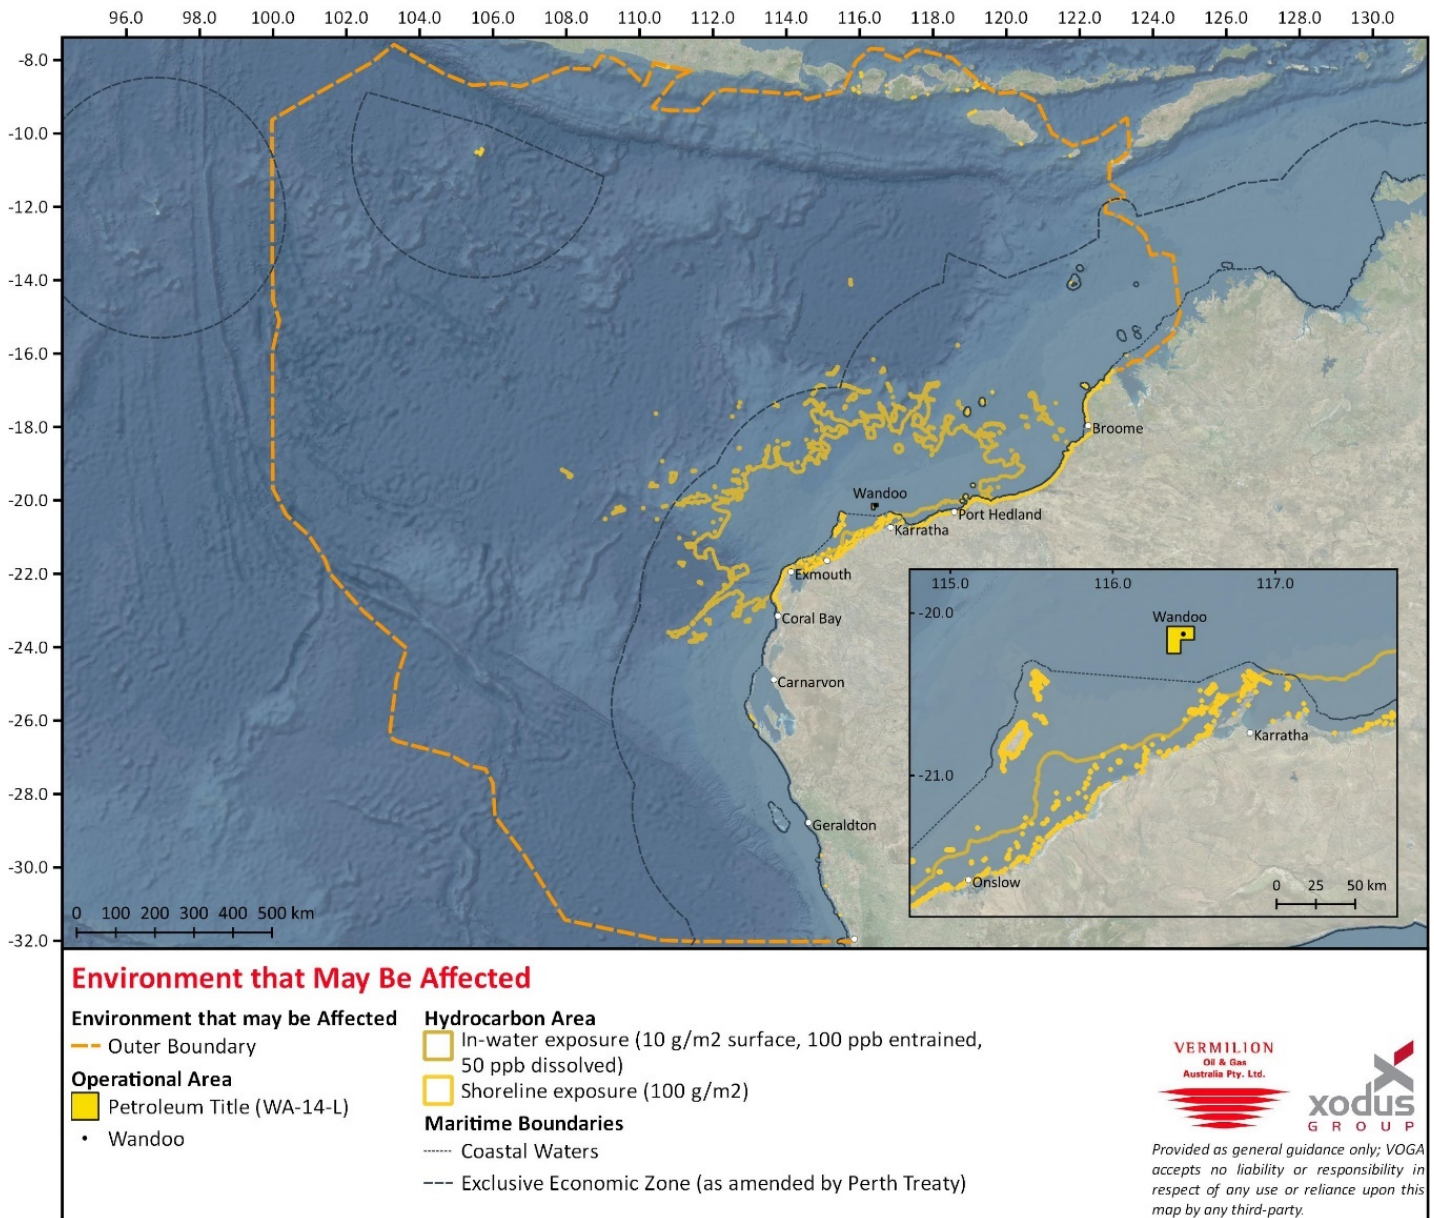 96.0 98.0 100.0 102.0 104.0 106.0 108.0 110.0 112.0 114.0 116.0 118.0 120.0 122.0 124.0 126.0 128.0 130.0
-8.0
-10.0
-12.0
-14.0
-16.0
-18.0
-20.0
-22.0
-24.0
-26.0
-28.0
-30.0
-32.0
Broome
Wandoo
Port Hedland
Karratha
Exmouth
Coral Bay
Carnarvon
Geraldton
0 100 200 300 400 500 km
115.0 116.0 117.0
-20.0
-21.0
Wandoo
Karratha
Onslow
0 25 50 km
Environment that May Be Affected
Environment that may be Affected
Outer Boundary
Operational Area
Petroleum Title (WA-14-L)
Wandoo
Hydrocarbon Area
In-water exposure (10 g/m2 surface, 100 ppb entrained,
50 ppb dissolved)
Shoreline exposure (100 g/m2)
Maritime Boundaries
Coastal Waters
Exclusive Economic Zone (as amended by Perth Treaty)
VERMILION
Oil & Gas
Australia Pty. Ltd.
xodus
GROUP
Provided as general guidance only; VOGA
accepts no liability or responsibility in
respect of any use or reliance upon this
map by any third-party.